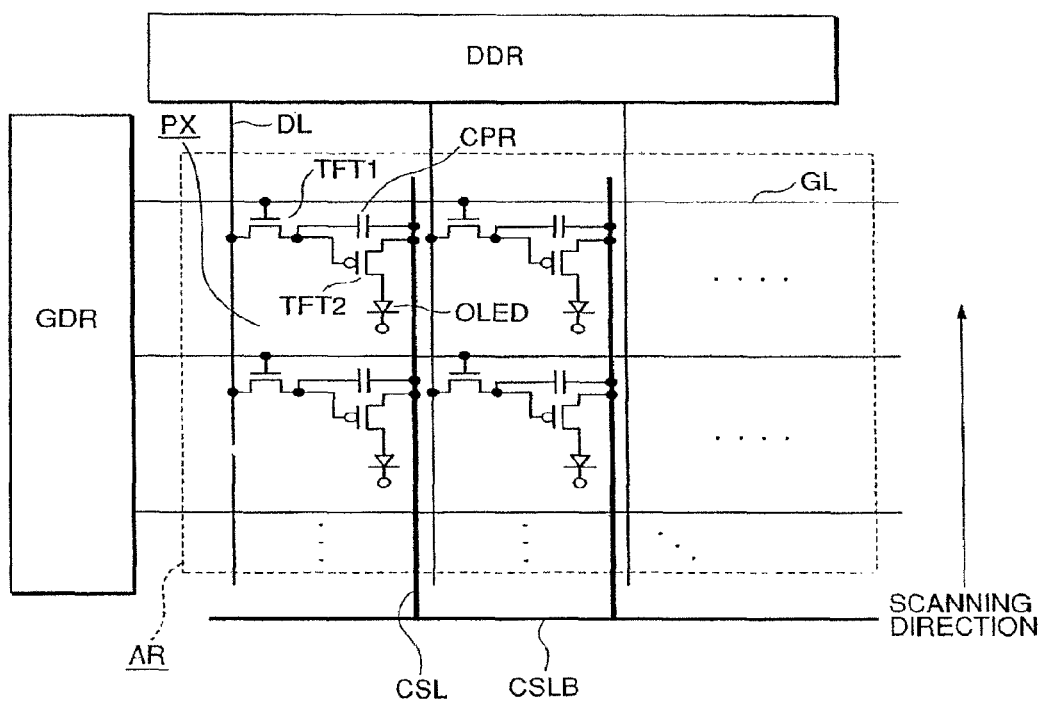 DDR
PX
DL
CPR
TFT1
GL
GDR
TFT2
OLED
SCANNING
DIRECTION
AR
CSL
CSLB